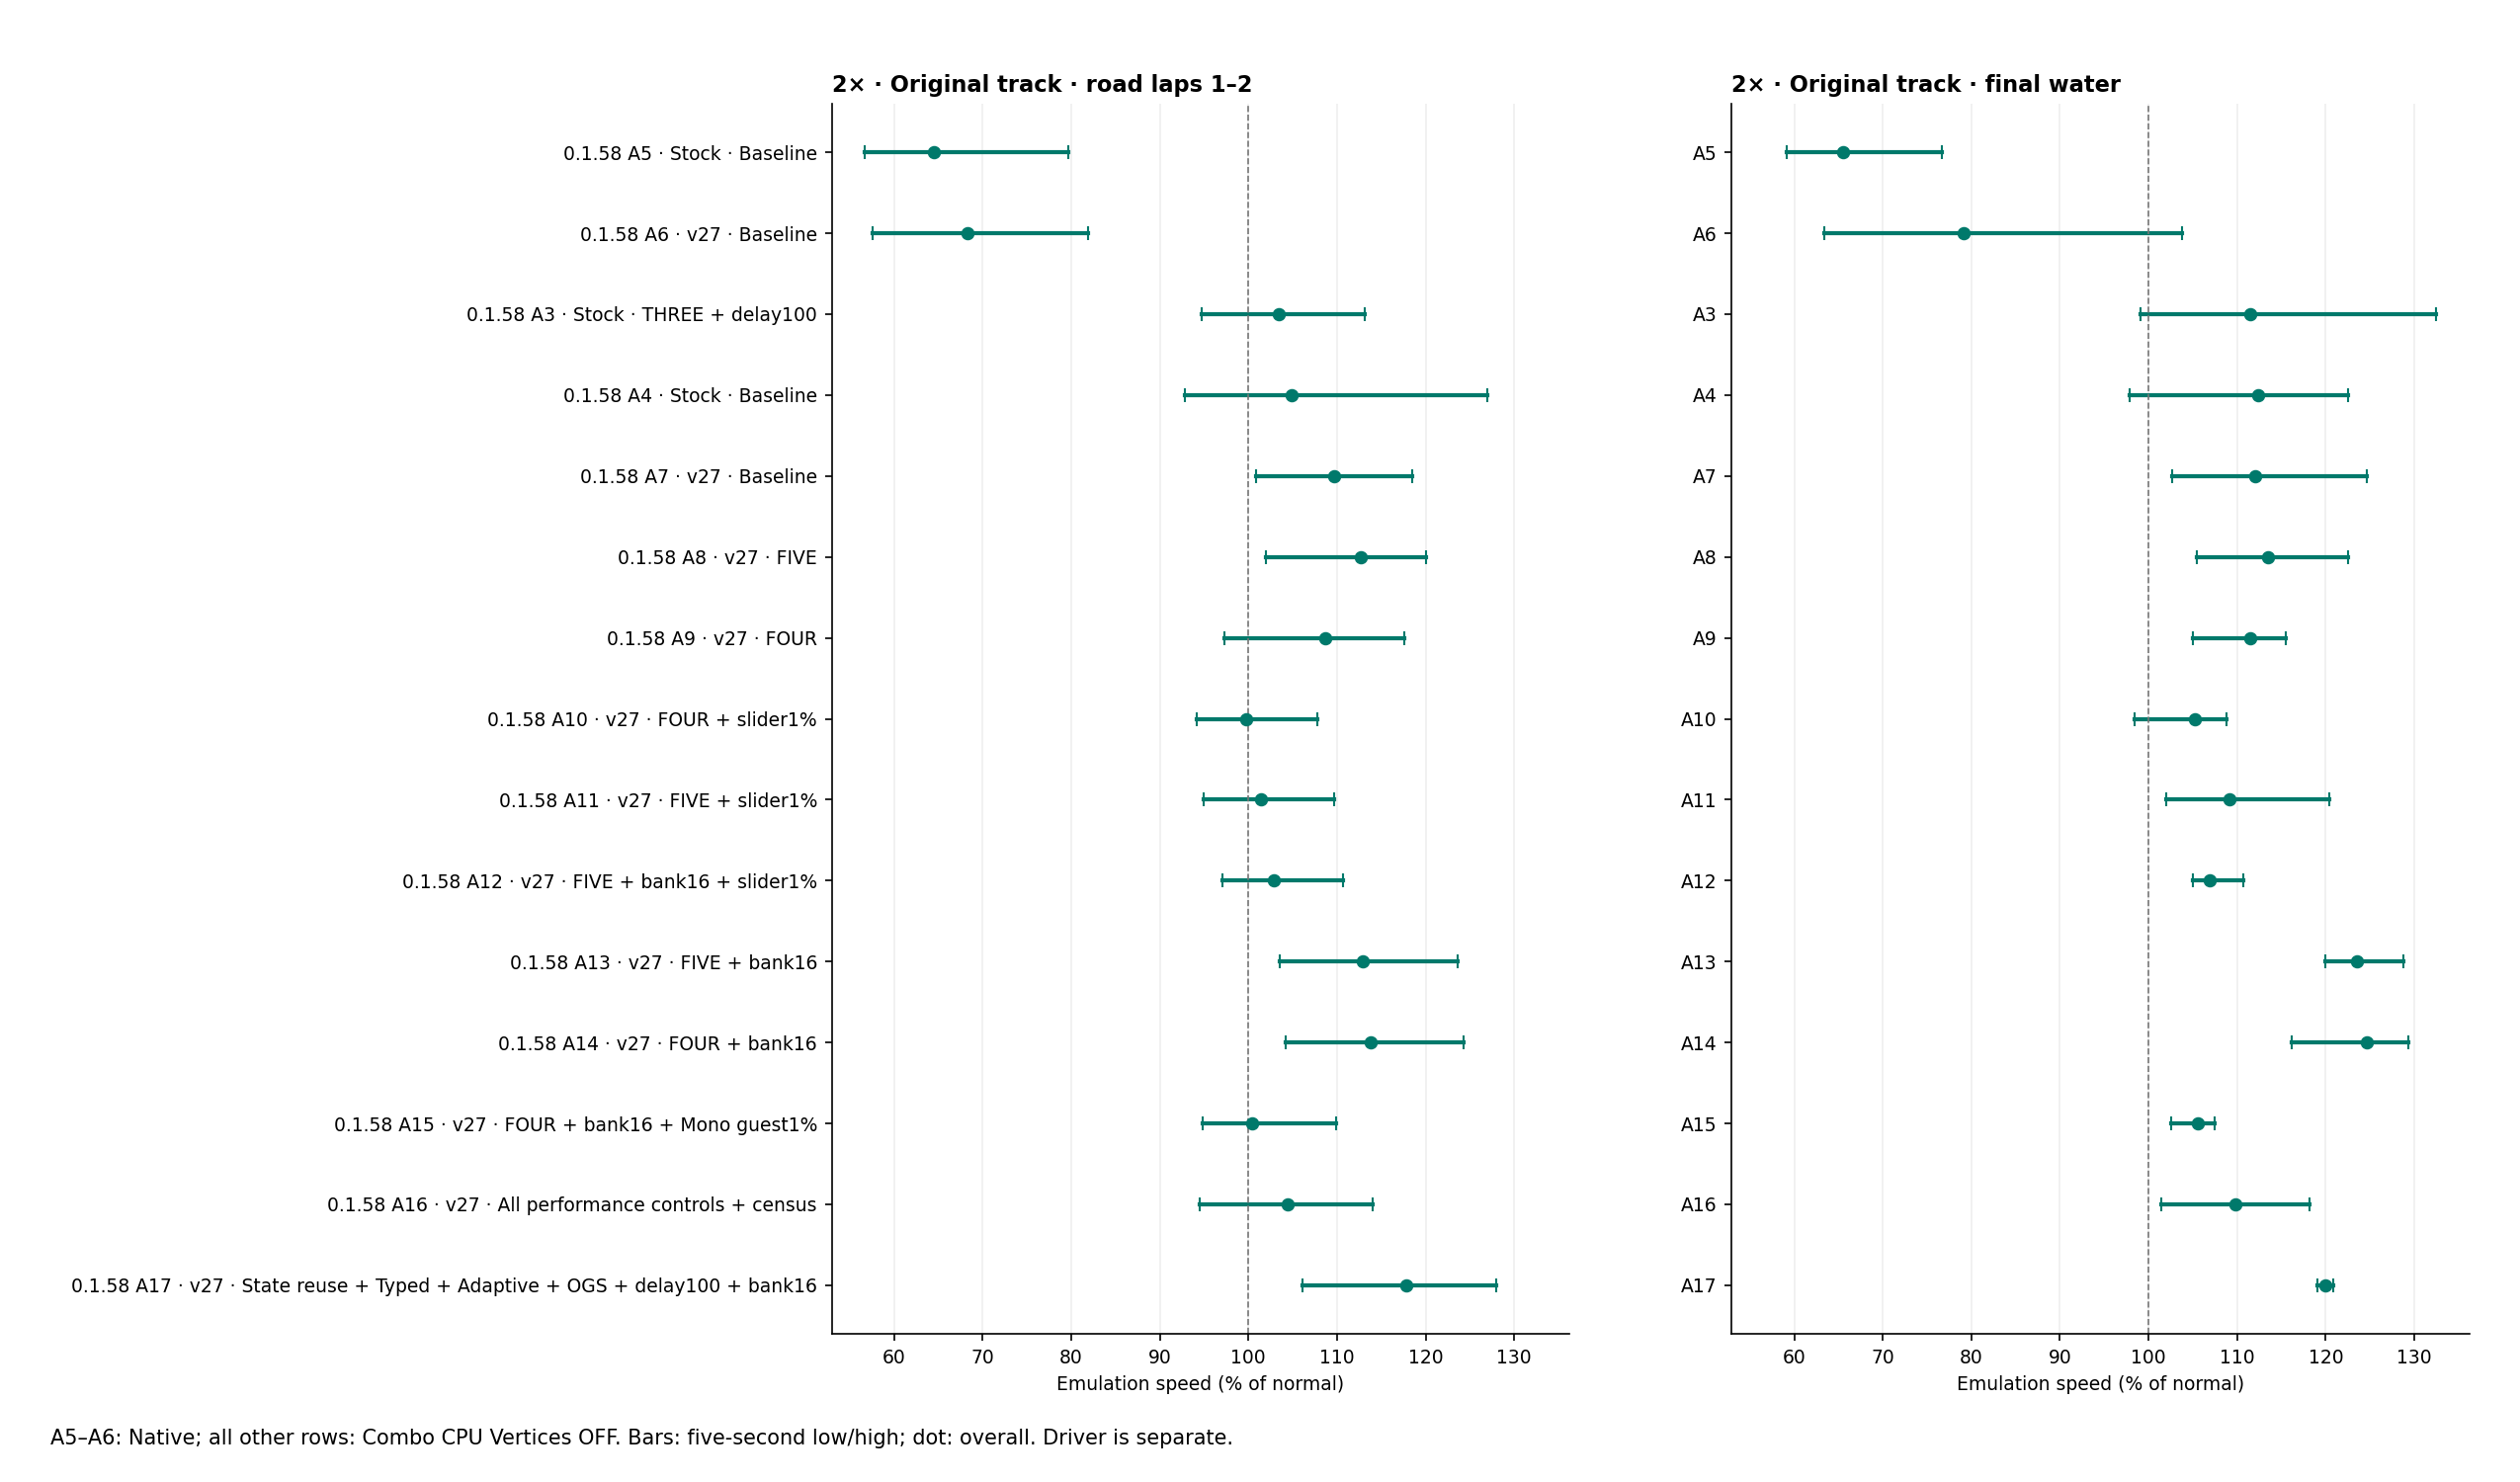 2× · Original track · road laps 1–2
0.1.58 A5 · Stock · Baseline
0.1.58 A6 · v27 · Baseline
0.1.58 A3 · Stock · THREE + delay100
0.1.58 A4 · Stock · Baseline
0.1.58 A7 · v27 · Baseline
0.1.58 A8 · v27 · FIVE
0.1.58 A9 · v27 · FOUR
0.1.58 A10 · v27 · FOUR + slider1%
0.1.58 A11 · v27 · FIVE + slider1%
0.1.58 A12 · v27 · FIVE + bank16 + slider1%
0.1.58 A13 · v27 · FIVE + bank16
0.1.58 A14 · v27 · FOUR + bank16
0.1.58 A15 · v27 · FOUR + bank16 + Mono guest1%
0.1.58 A16 · v27 · All performance controls + census
0.1.58 A17 · v27 · State reuse + Typed + Adaptive + OGS + delay100 + bank16
60 70 80 90 100 110 120 130
Emulation speed (% of normal)
2× · Original track · final water
A5
A6
A3
A4
A7
A8
A9
A10
A11
A12
A13
A14
A15
A16
A17
60 70 80 90 100 110 120 130
Emulation speed (% of normal)
A5–A6: Native; all other rows: Combo CPU Vertices OFF. Bars: five-second low/high; dot: overall. Driver is separate.